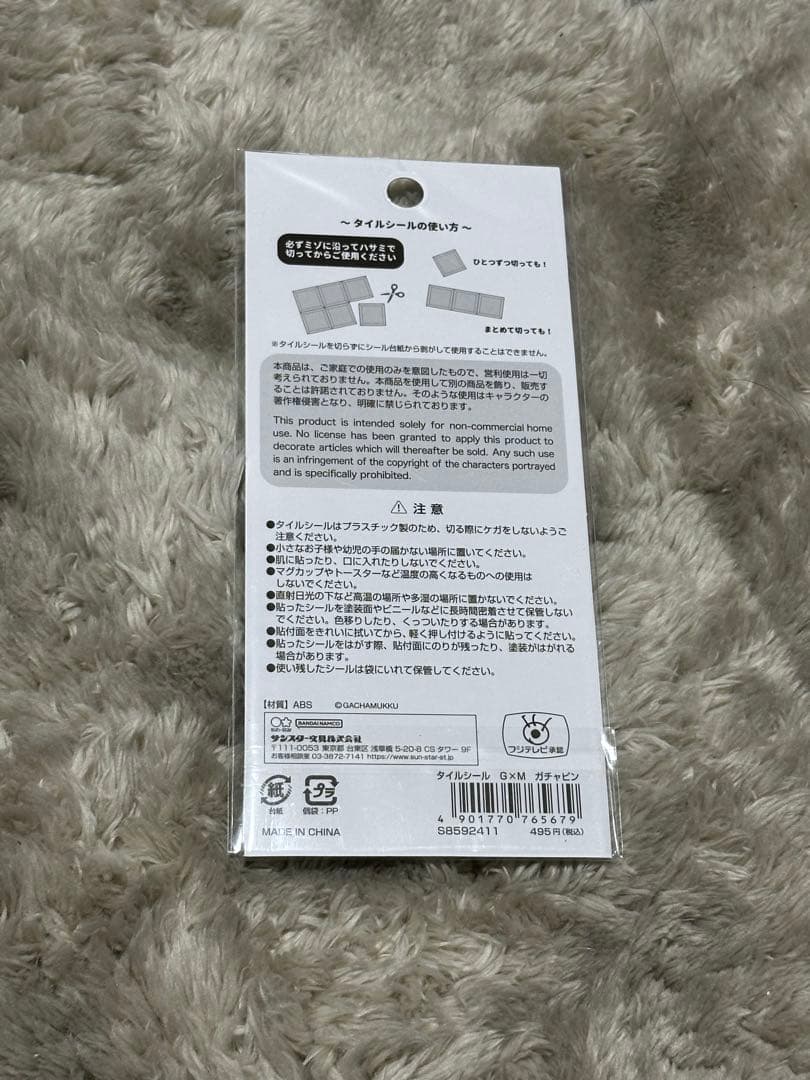 ～ タイルシールの使い方 ～
必ずミゾに沿ってハサミで
切ってからご使用ください
ひとつずつ切っても！
まとめて切っても！
※タイルシールを切らずにシール台紙から剥がして使用することはできません。
本商品は、ご家庭での使用のみを意図したもので、営利使用は一切
考えられておりません。本商品を使用して別の商品を飾り、販売す
ることは許諾されておりません。そのような使用はキャラクターの
著作権侵害となり、明確に禁じられております。
This product is intended solely for non-commercial home
use. No license has been granted to apply this product to
decorate articles which will thereafter be sold. Any such use
is an infringement of the copyright of the characters portrayed
and is specifically prohibited.
⚠ 注意
●タイルシールはプラスチック製のため、切る際にケガをしないようご
注意ください。
●小さなお子様や幼児の手の届かない場所に置いてください。
●肌に貼ったり、口に入れたりしないでください。
●マグカップやトースターなど温度の高くなるものへの使用は
しないでください。
●直射日光の下など高温の場所や多湿の場所に置かないでください。
●貼ったシールを塗装面やビニールなどに長時間密着させて保管しない
でください。色移りしたり、くっついたりする場合があります。
●貼付面をきれいに拭いてから、軽く押し付けるように貼ってください。
●貼ったシールをはがす際、貼付面にのりが残ったり、塗装がはがれる
場合があります。
●使い残したシールは袋にいれて保管してください。
【材質】ABS ©GACHAMUKKU
sun-star BANDAI NAMCO
サンスター文具株式会社
〒111-0053 東京都 台東区 浅草橋 5-20-8 CS タワー 9F
お客様相談室 03-3872-7141 https://www.sun-star-st.jp
フジテレビ承認
タイルシール G×M ガチャピン
紙
台紙
プラ
個袋：PP
4 901770 765679
MADE IN CHINA
S8592411 495円(税込)